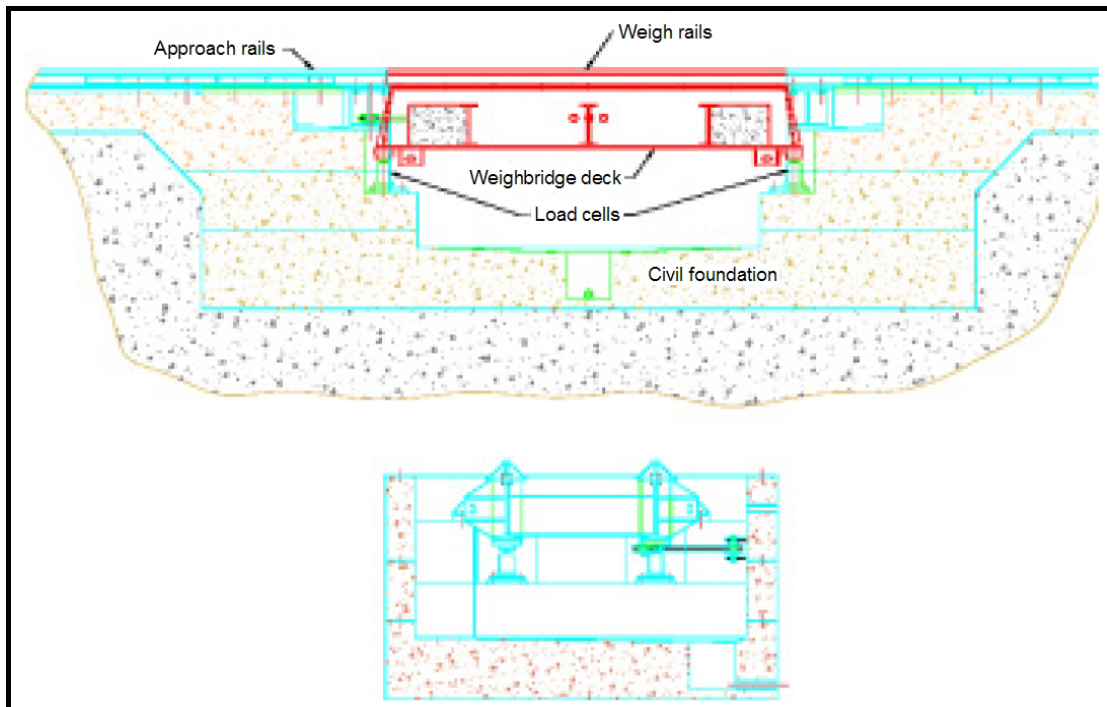 Weigh rails
Approach rails
Weighbridge deck
Load cells
Civil foundation